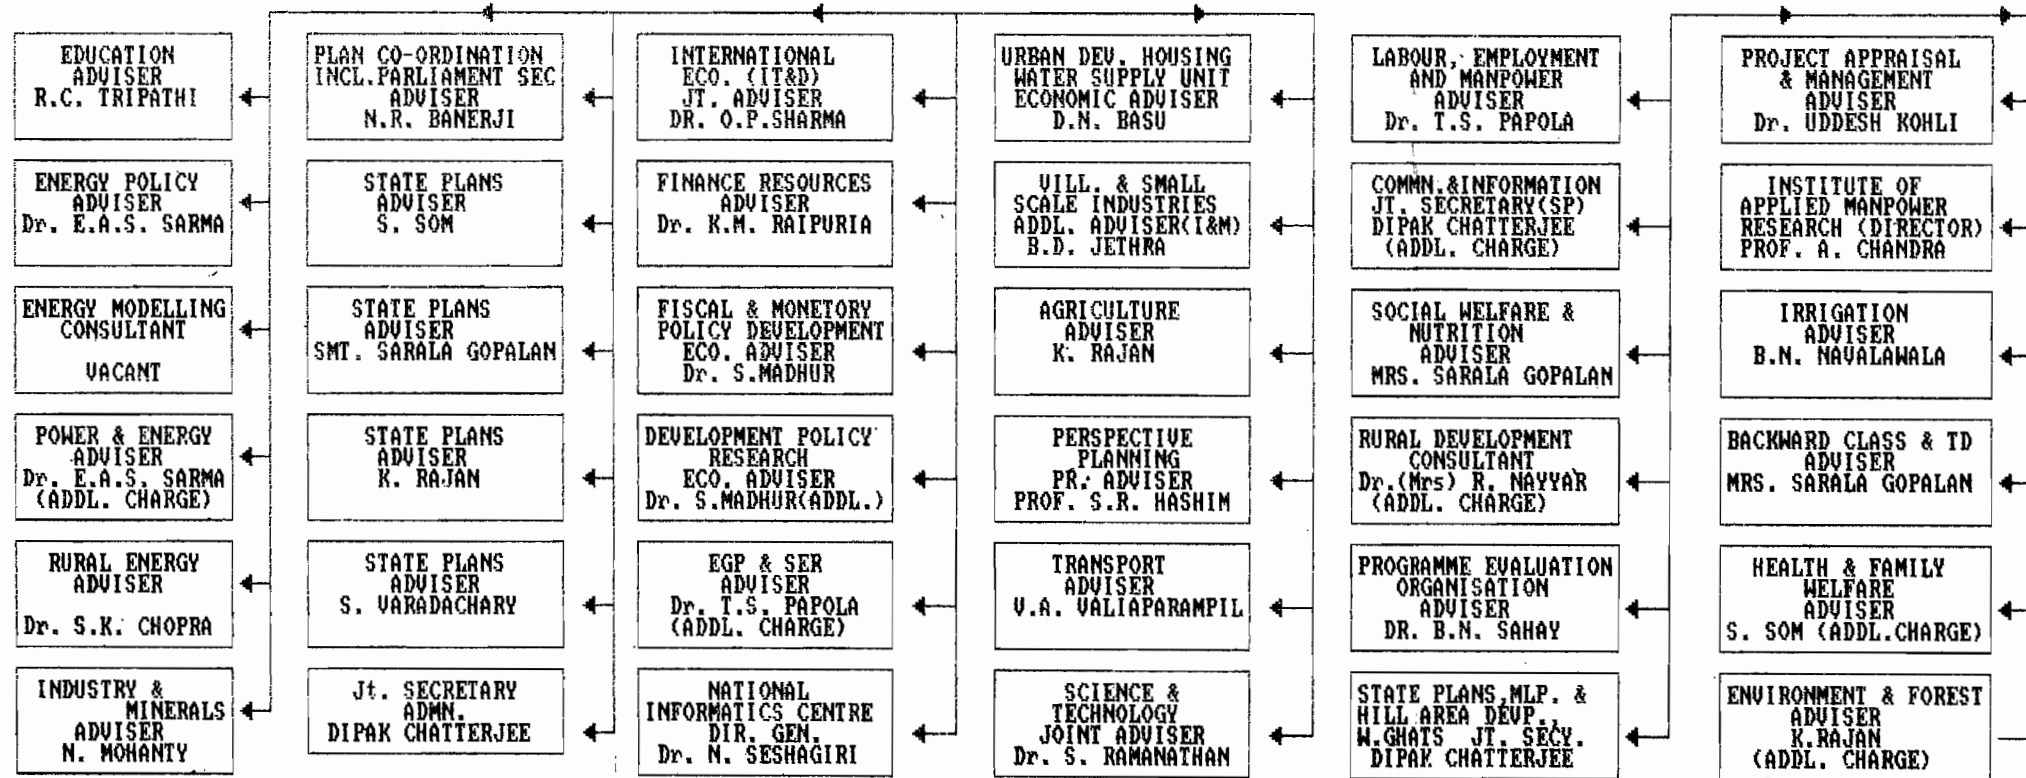 EDUCATION
ADVISER
R.C. TRIPATHI
ENERGY POLICY
ADVISER
Dr. E.A.S. SARMA
ENERGY MODELLING
CONSULTANT
VACANT
POWER & ENERGY
ADVISER
Dr. E.A.S. SARMA
(ADDL. CHARGE)
RURAL ENERGY
ADVISER
Dr. S.K. CHOPRA
INDUSTRY &
MINERALS
ADVISER
N. MOHANTY
PLAN CO-ORDINATION
INCL.PARLIAMENT SEC
ADVISER
N.R. BANERJI
STATE PLANS
ADVISER
S. SOM
STATE PLANS
ADVISER
SMT. SARALA GOPALAN
STATE PLANS
ADVISER
K. RAJAN
STATE PLANS
ADVISER
S. VARADACHARY
Jt. SECRETARY
ADMN.
DIPAK CHATTERJEE
INTERNATIONAL
ECO. (IT&D)
JT. ADVISER
DR. O.P.SHARMA
FINANCE RESOURCES
ADVISER
Dr. K.M. RAIPURIA
FISCAL & MONETORY
POLICY DEVELOPMENT
ECO. ADVISER
Dr. S.MADHUR
DEVELOPMENT POLICY
RESEARCH
ECO. ADVISER
Dr. S.MADHUR(ADDL.)
EGP & SER
ADVISER
Dr. T.S. PAPOLA
(ADDL. CHARGE)
NATIONAL
INFORMATICS CENTRE
DIR. GEN.
Dr. N. SESHAGIRI
URBAN DEV. HOUSING
WATER SUPPLY UNIT
ECONOMIC ADVISER
D.N. BASU
VILL. & SMALL
SCALE INDUSTRIES
ADDL. ADVISER(I&M)
B.D. JETHRA
AGRICULTURE
ADVISER
K. RAJAN
PERSPECTIVE
PLANNING
PR. ADVISER
PROF. S.R. HASHIM
TRANSPORT
ADVISER
V.A. VALIAPARAMPIL
SCIENCE &
TECHNOLOGY
JOINT ADVISER
Dr. S. RAMANATHAN
LABOUR, EMPLOYMENT
AND MANPOWER
ADVISER
Dr. T.S. PAPOLA
COMMN.&INFORMATION
JT. SECRETARY(SP)
DIPAK CHATTERJEE
(ADDL. CHARGE)
SOCIAL WELFARE &
NUTRITION
ADVISER
MRS. SARALA GOPALAN
RURAL DEVELOPMENT
CONSULTANT
Dr.(Mrs) R. NAYYAR
(ADDL. CHARGE)
PROGRAMME EVALUATION
ORGANISATION
ADVISER
DR. B.N. SAHAY
STATE PLANS,MLP. &
HILL AREA DEVP.,
W.GHATS JT. SECY.
DIPAK CHATTERJEE
PROJECT APPRAISAL
& MANAGEMENT
ADVISER
Dr. UDDESH KOHLI
INSTITUTE OF
APPLIED MANPOWER
RESEARCH (DIRECTOR)
PROF. A. CHANDRA
IRRIGATION
ADVISER
B.N. NAVALAWALA
BACKWARD CLASS & TD
ADVISER
MRS. SARALA GOPALAN
HEALTH & FAMILY
WELFARE
ADVISER
S. SOM (ADDL.CHARGE)
ENVIRONMENT & FOREST
ADVISER
K.RAJAN
(ADDL. CHARGE)